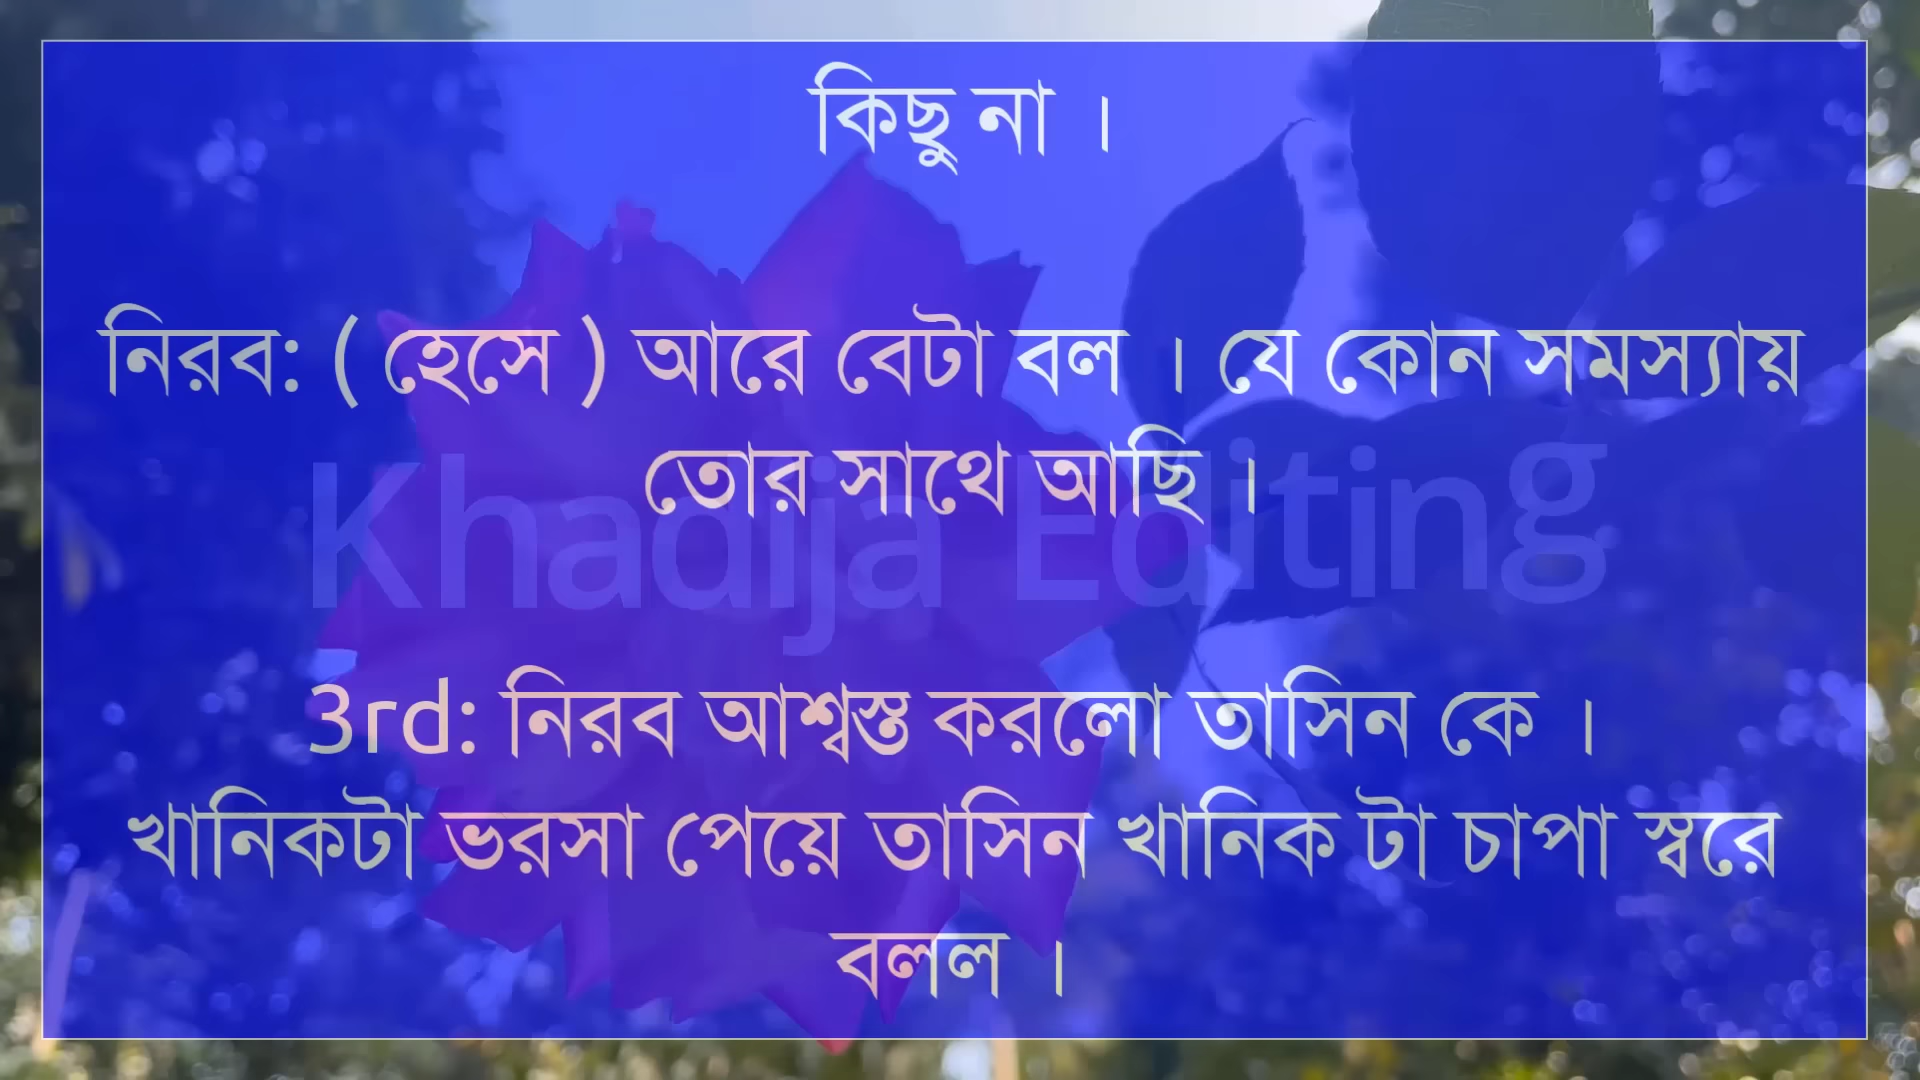 কিছু না ।
নিরব: ( হেসে ) আরে বেটা বল । যে কোন সমস্যায়
তোর সাথে আছি ।
Khadija Editing
3rd: নিরব আশ্বস্ত করলো তাসিন কে ।
খানিকটা ভরসা পেয়ে তাসিন খানিক টা চাপা স্বরে
বলল ।